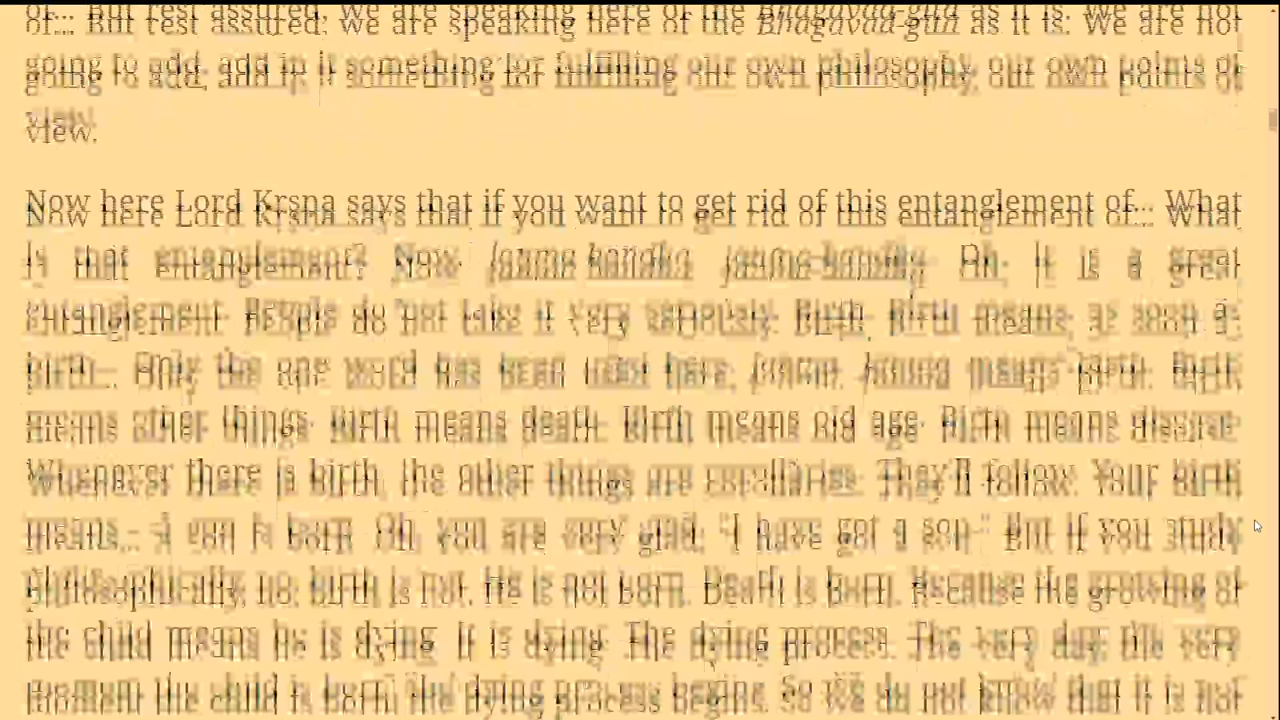 of... But rest assured, we are speaking here of the Bhagavad-gita as it is. We are not
going to add, add in it something for fulfilling our own philosophy, our own points of
view.
Now here Lord Krsna says that if you want to get rid of this entanglement of... What
is that entanglement? Now janma-bandha janma-bandha. Oh. It is a great
entanglement. People do not take it very seriously. Birth. Birth means as soon as
birth... Only the one word has been used here, janma. Janma means birth. Birth
means other things. Birth means death. Birth means old age. Birth means disease.
Whenever there is birth, the other things are corollaries. They'll follow. Your birth
means... A son is born. Oh, you are very glad: "I have got a son." But if you study
philosophically, no, birth is not. He is not born. Death is born. Because the growing of
the child means he is dying. It is dying. The dying process. The very day, the very
moment the child is born, the dying process begins. So we do not know that it is not